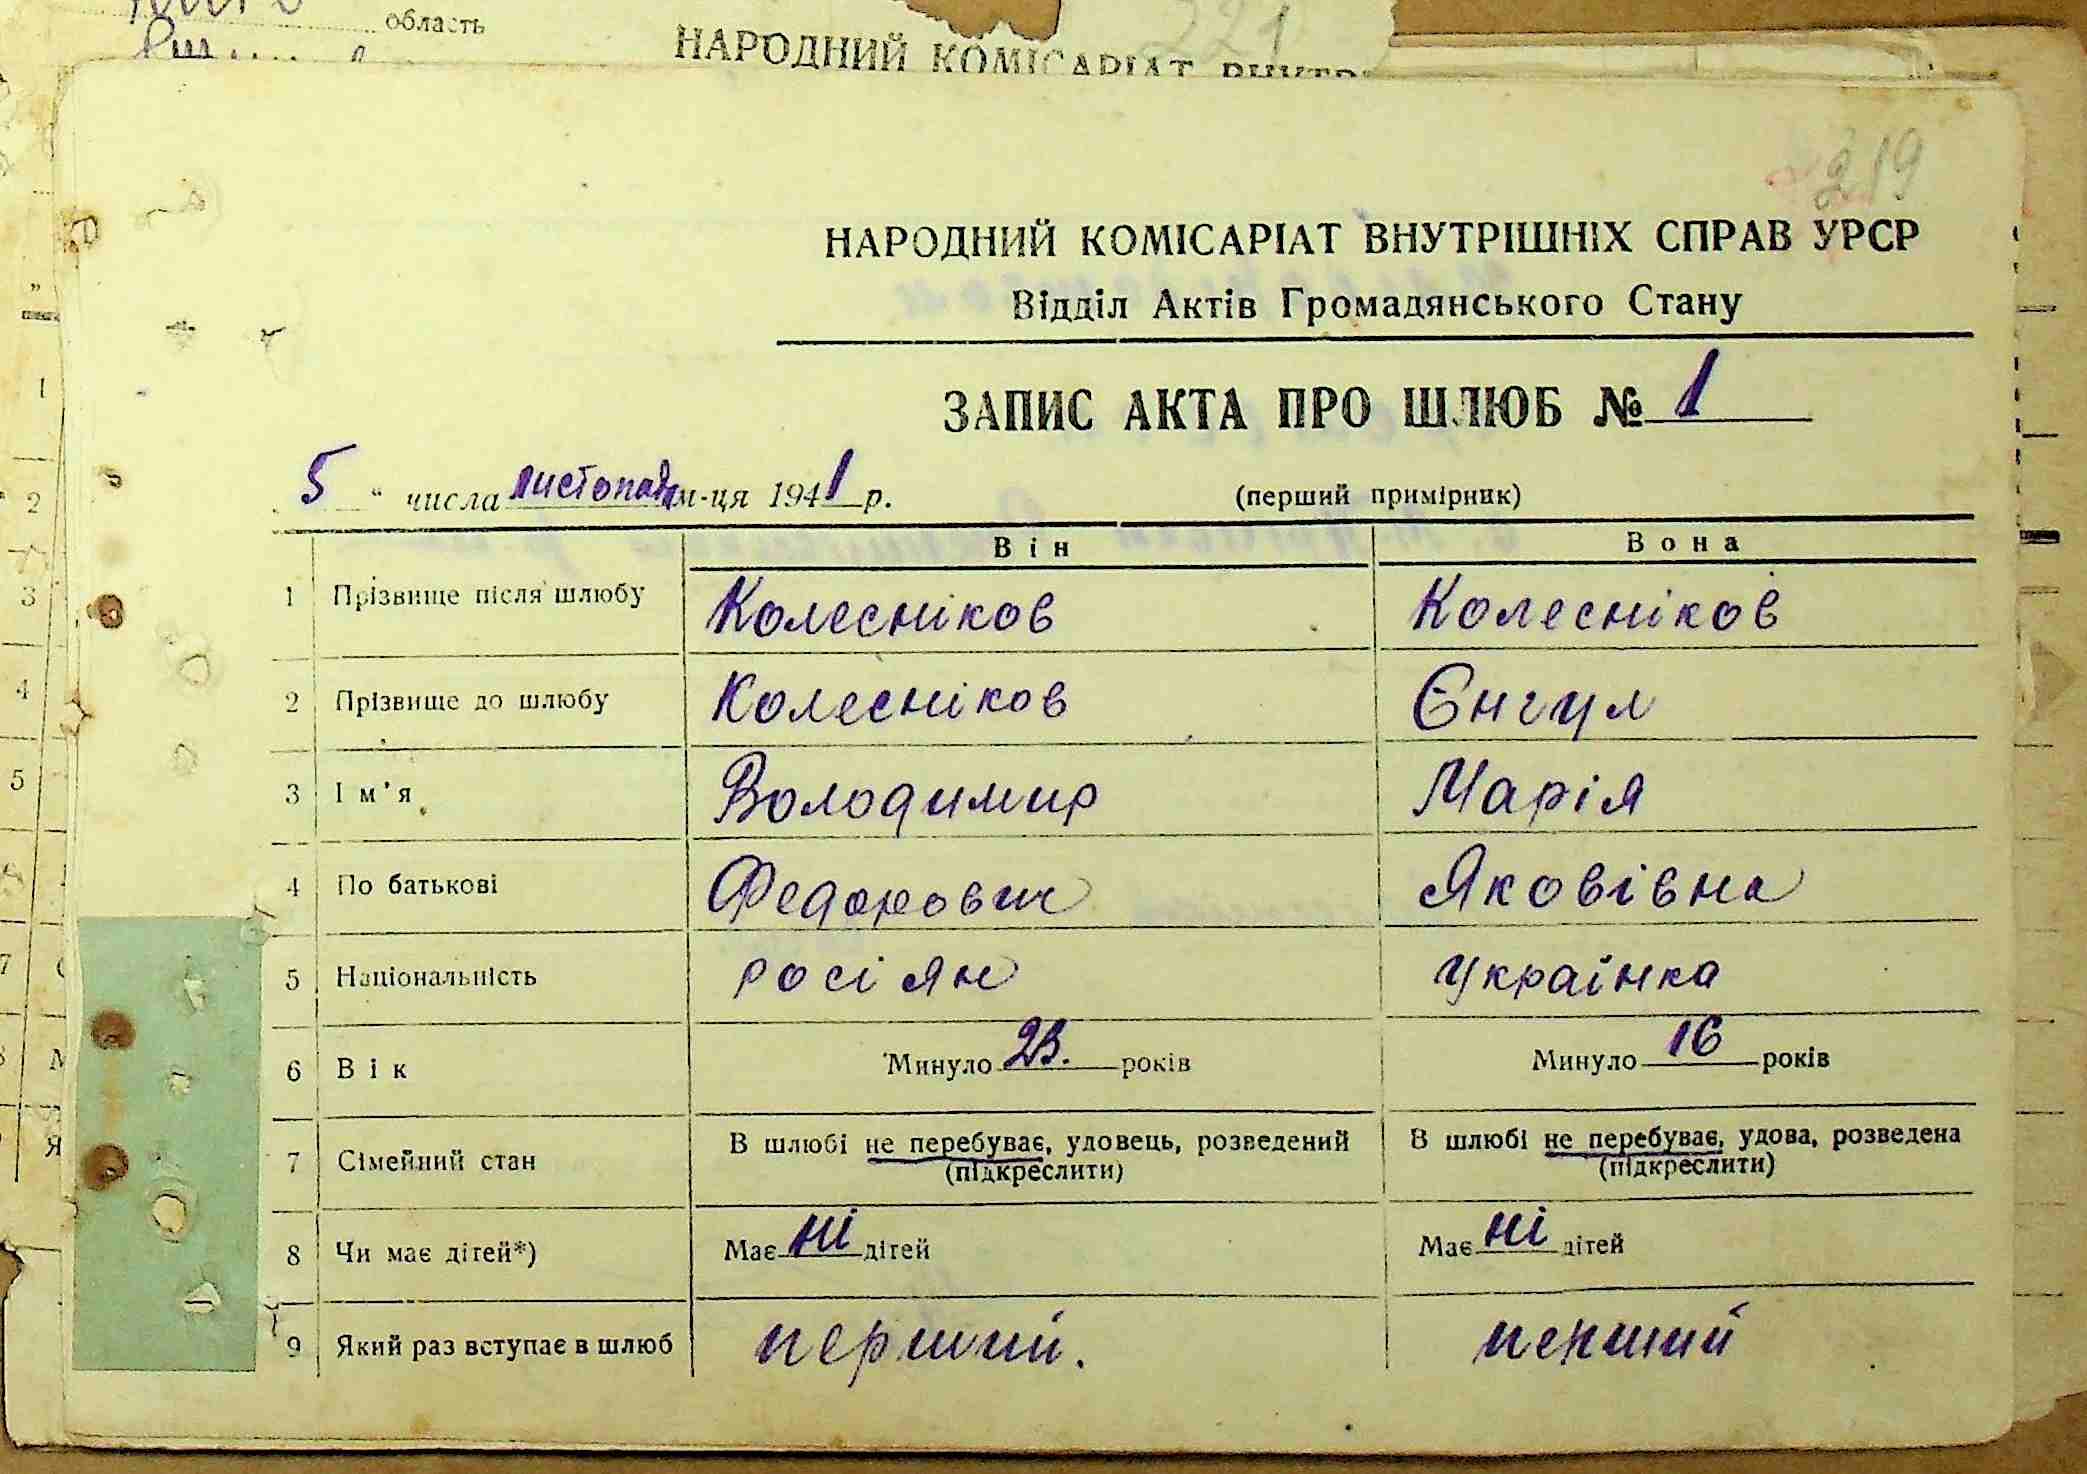 область
221
НАРОДНИЙ КОМІСАРІАТ ВНУТР
219
НАРОДНИЙ КОМІСАРІАТ ВНУТРІШНІХ СПРАВ УРСР
Відділ Актів Громадянського Стану
ЗАПИС АКТА ПРО ШЛЮБ № 1
5 " числа листопада м-ця 1941 р. (перший примірник)
Він Вона
1 Прізвище після шлюбу Колесніков Колесніков
2 Прізвище до шлюбу Колесніков Єнгул
3 Ім'я Володимир Марія
4 По батькові Федорович Яковівна
5 Національність росіян українка
6 Вік Минуло 23. років Минуло 16 років
7 Сімейний стан В шлюбі не перебуває, удовець, розведений В шлюбі не перебуває, удова, розведена
(підкреслити) (підкреслити)
8 Чи має дітей*) Має ні дітей Має ні дітей
9 Який раз вступає в шлюб перший. перший